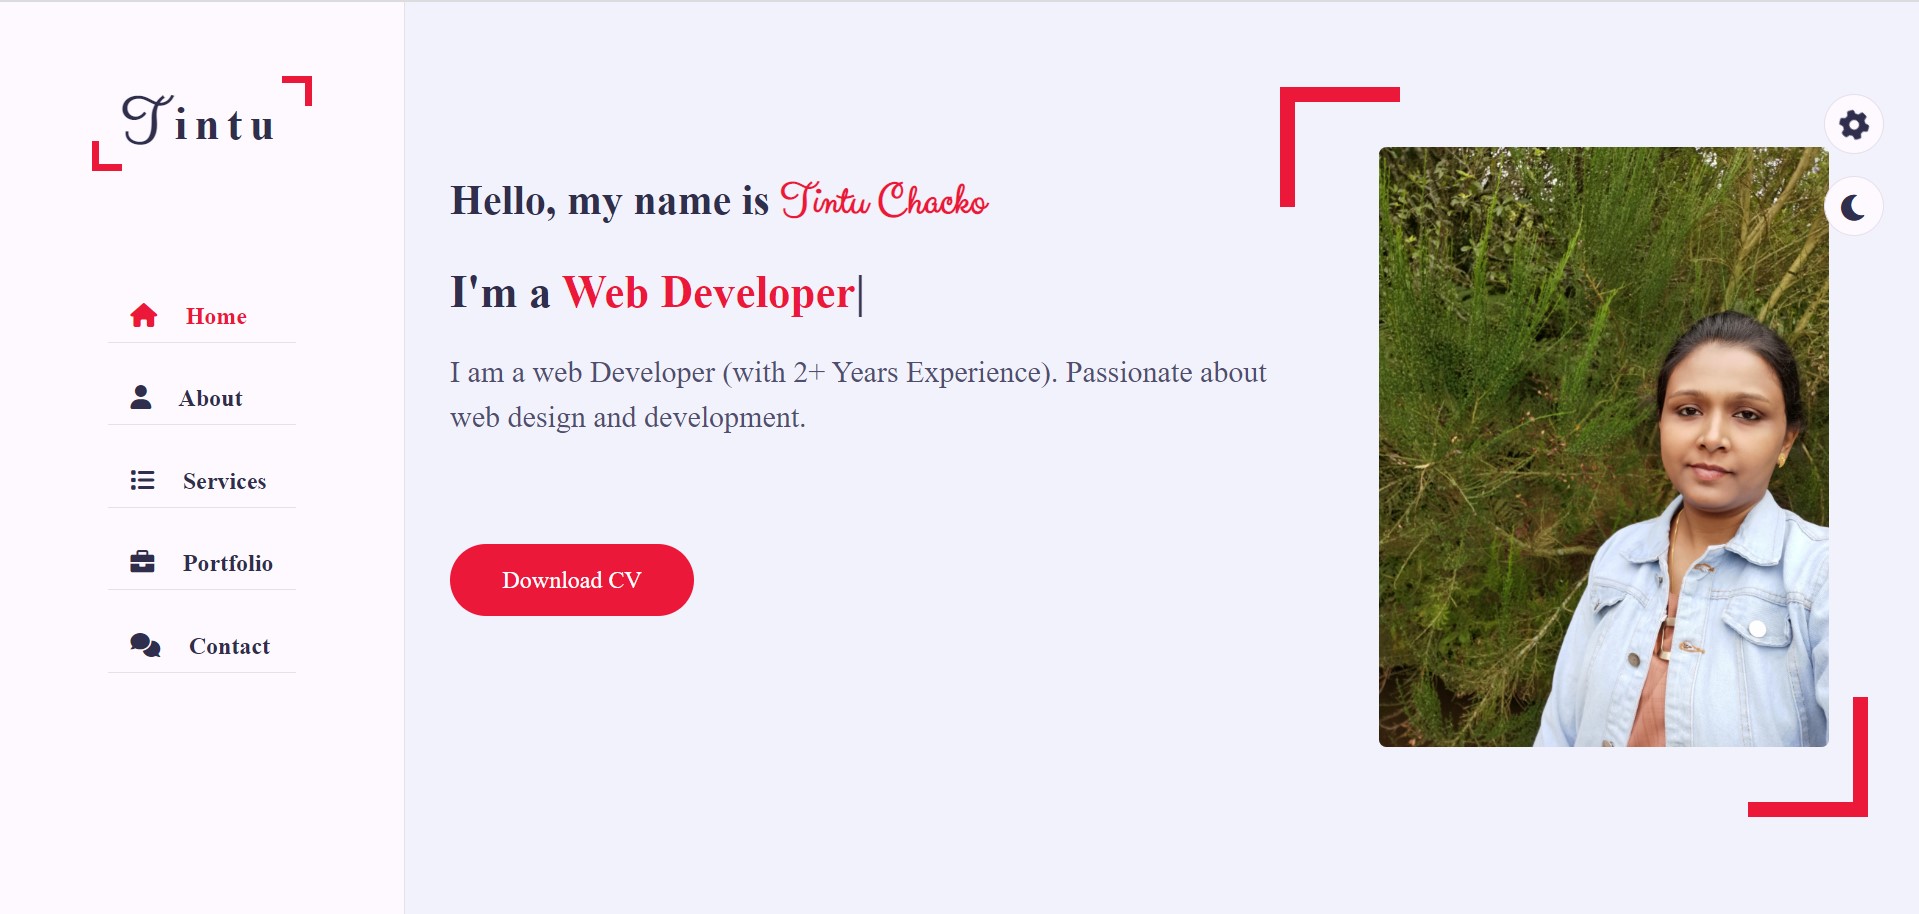 Tintu
Home
About
Services
Portfolio
Contact
Hello, my name is Tintu Chacko
I'm a Web Developer|
I am a web Developer (with 2+ Years Experience). Passionate about
web design and development.
Download CV